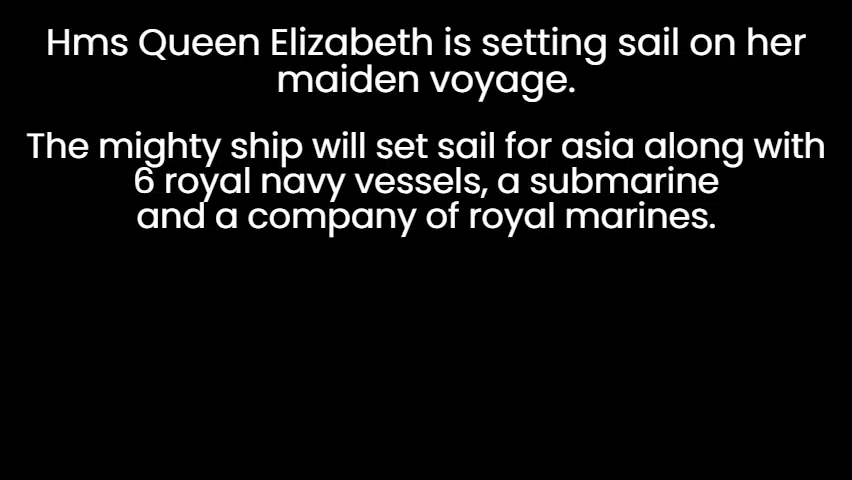 Hms Queen Elizabeth is setting sail on her
maiden voyage.
The mighty ship will set sail for asia along with
6 royal navy vessels, a submarine
and a company of royal marines.